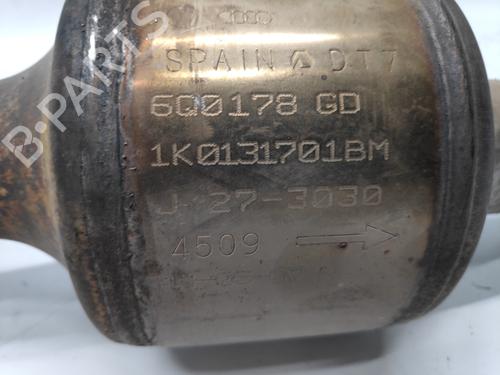 SPAIN DT7
6Q0178 GD
1K0131701BM
J 27-3030
4509
B-PARTS